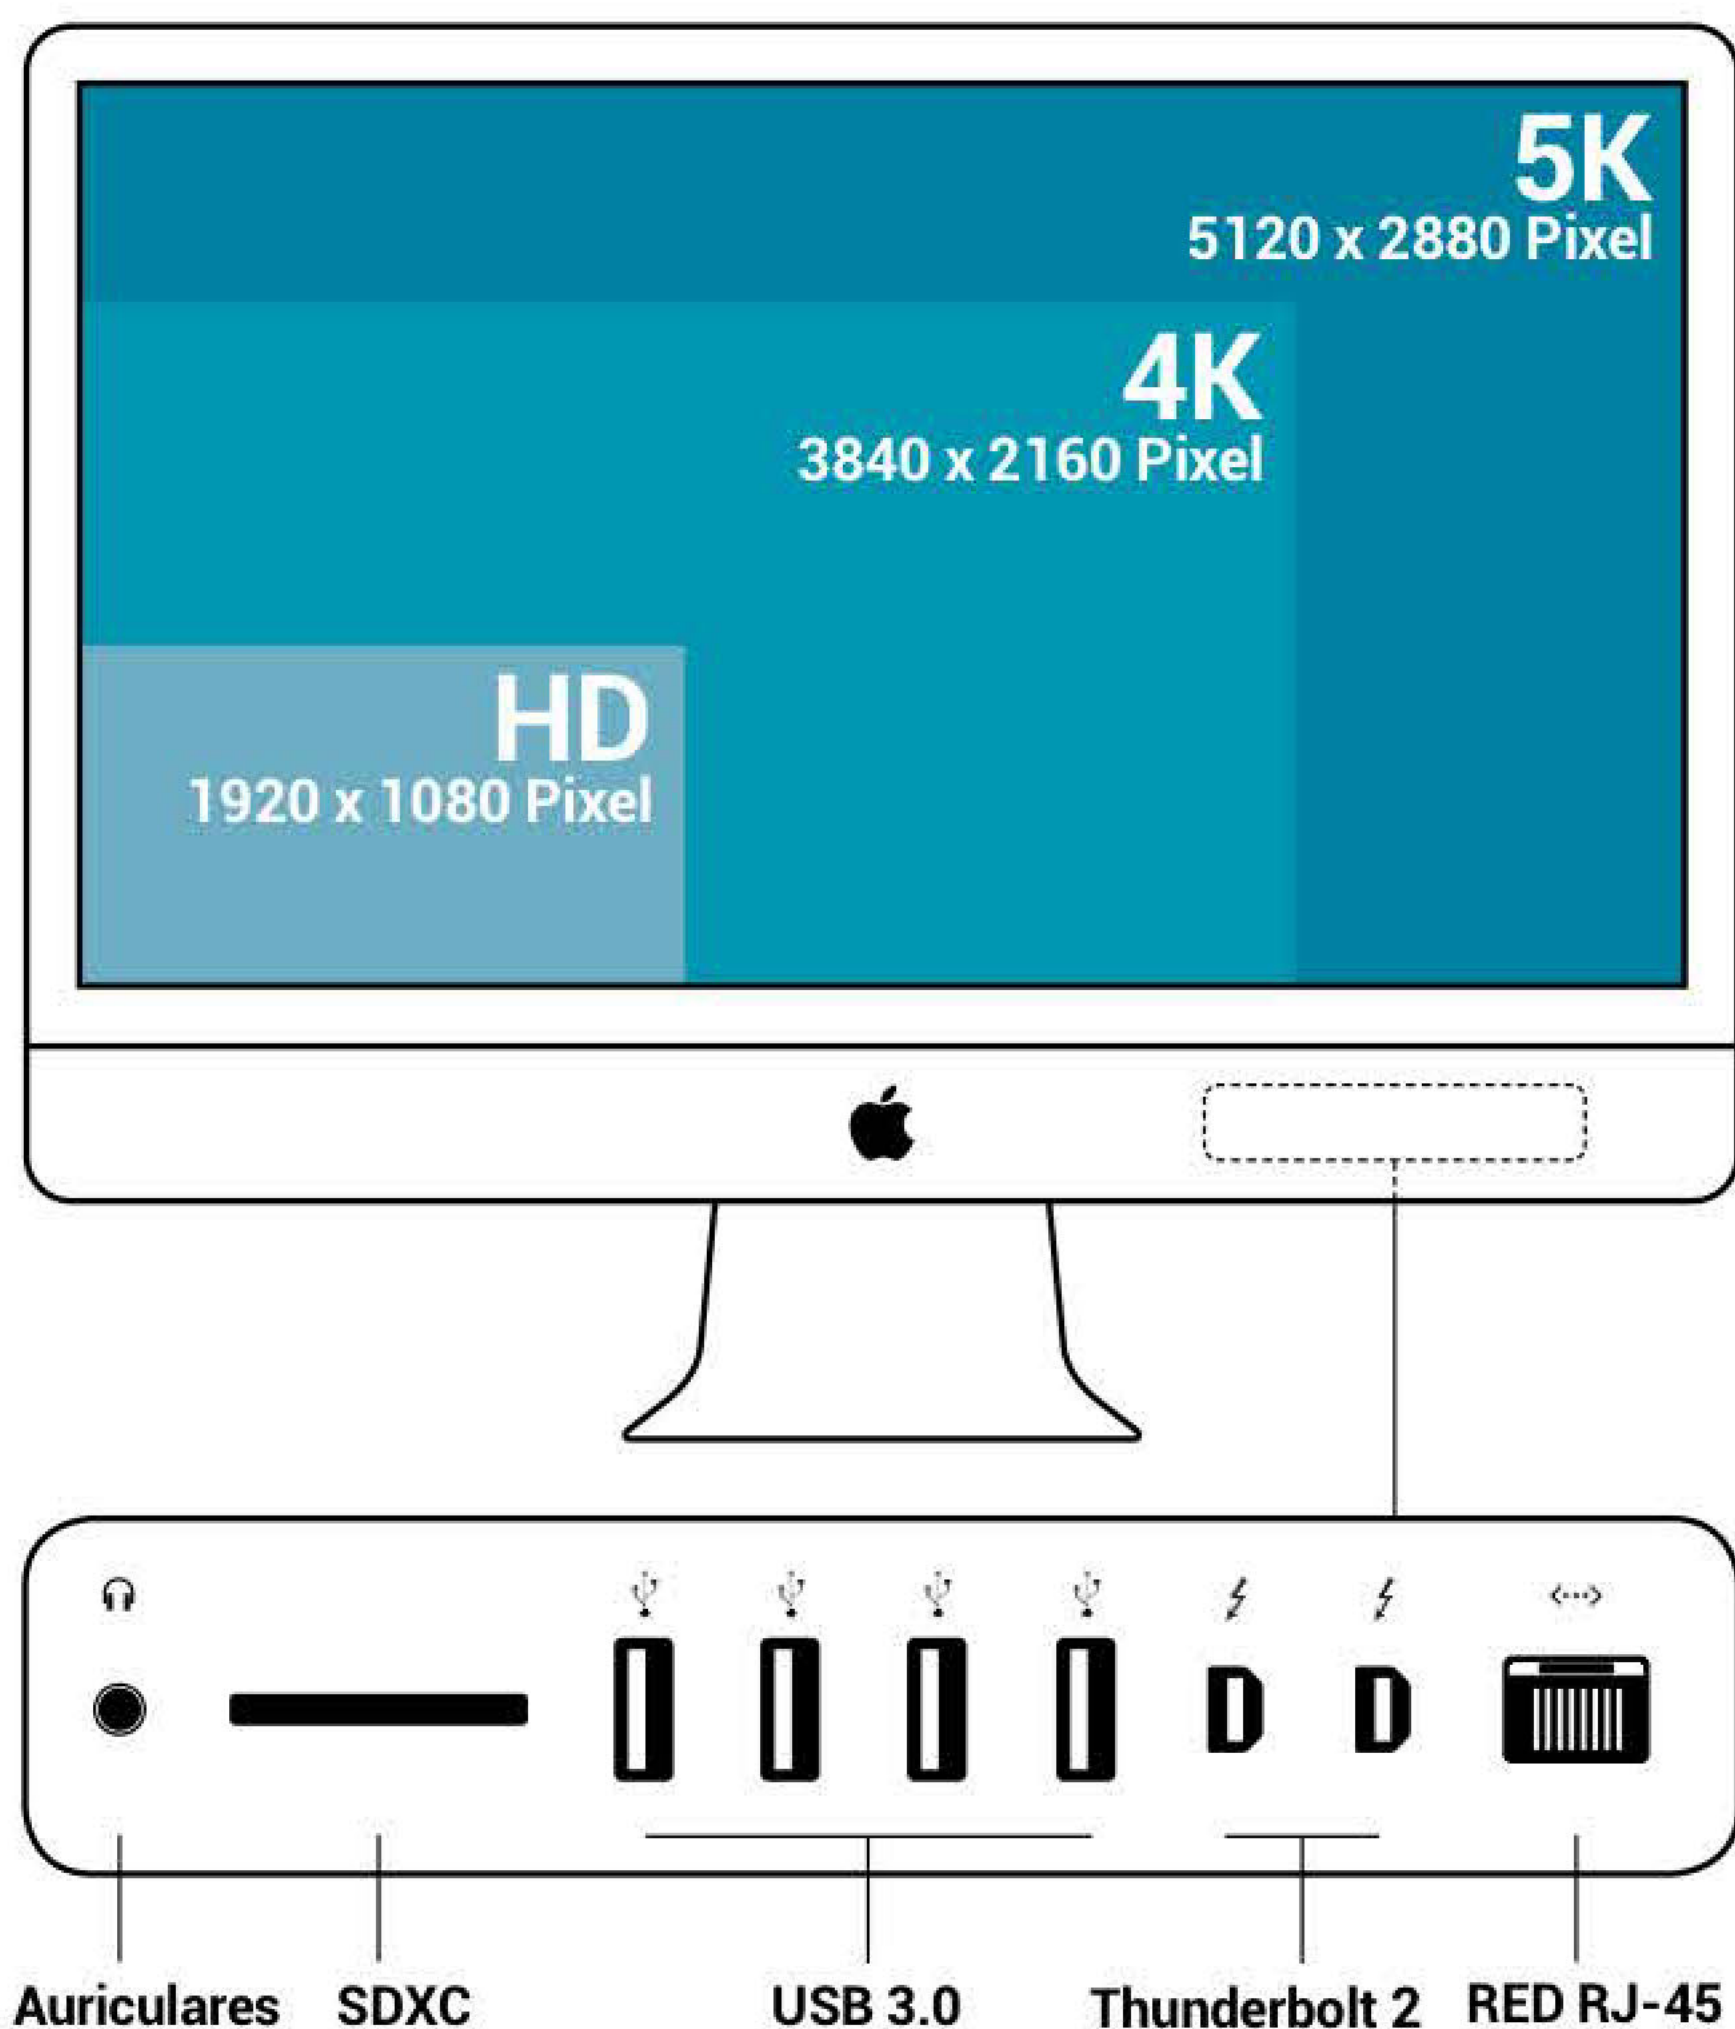 5K
5120 x 2880 Pixel
4K
3840 x 2160 Pixel
HD
1920 x 1080 Pixel
Auriculares
SDXC
USB 3.0
Thunderbolt 2
RED RJ-45